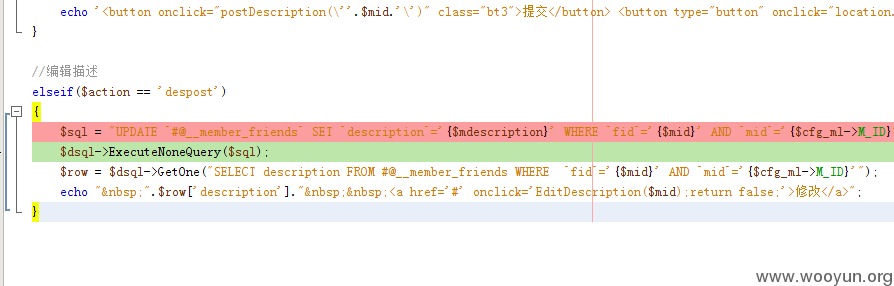 echo '<button onclick="postDescription(\''.$mid.'\')" class="bt3">提交</button> <button type="button" onclick="location.
}
//编辑描述
elseif($action == 'despost')
{
$sql = "UPDATE `#@__member_friends` SET `description`='{$mdescription}' WHERE `fid`='{$mid}' AND `mid`='{$cfg_ml->M_ID}
$dsql->ExecuteNoneQuery($sql);
$row = $dsql->GetOne("SELECT description FROM #@__member_friends WHERE  `fid`='{$mid}' AND `mid`='{$cfg_ml->M_ID}'");
echo "&nbsp;".$row['description']."&nbsp;&nbsp;<a href='#' onclick='EditDescription($mid);return false;'>修改</a>";
}
www.wooyun.org